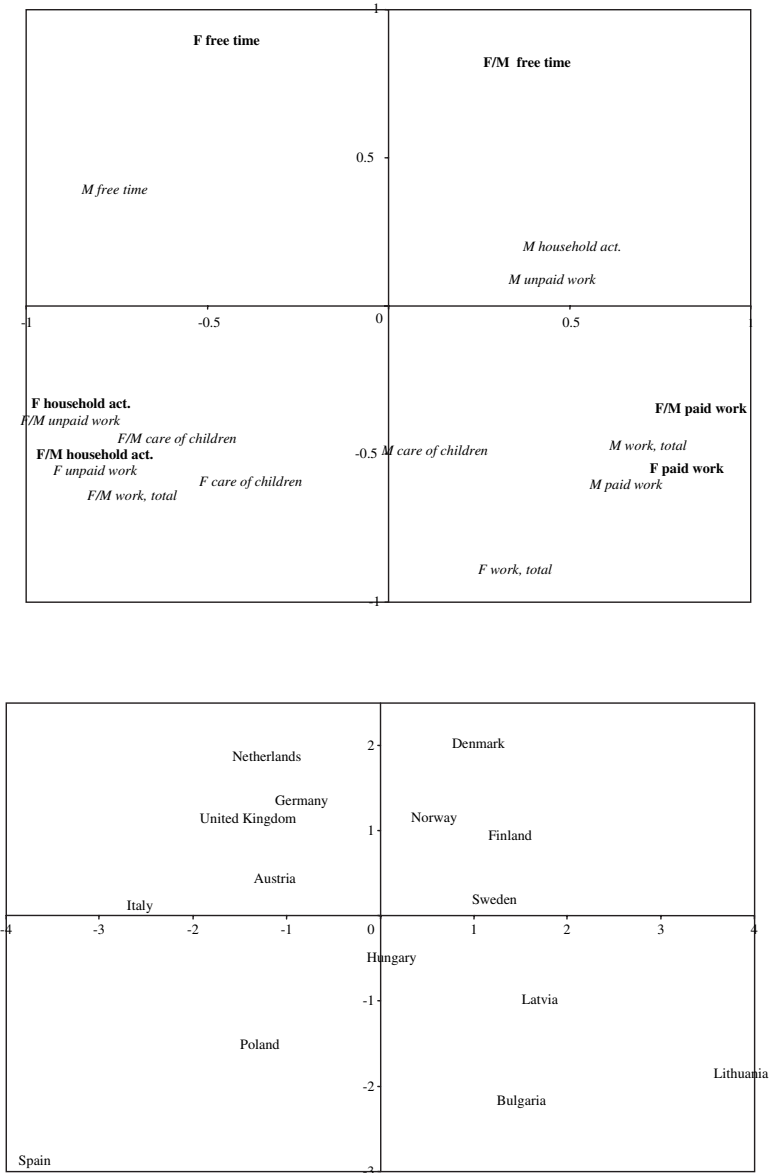 1
F free time
F/M free time
0.5
M free time
M household act.
M unpaid work
-1
-0.5
0
0.5
1
F household act.
F/M paid work
F/M unpaid work
F/M care of children
M work, total
F/M household act.
-0.5
M care of children
F unpaid work
F paid work
F care of children
M paid work
F/M work, total
F work, total
-1
Denmark
2
Netherlands
Germany
United Kingdom
Norway
1
Finland
Austria
Italy
Sweden
-4
-3
-2
-1
0
1
2
3
4
Hungary
-1
Latvia
Poland
Lithuania
-2
Bulgaria
Spain
-3